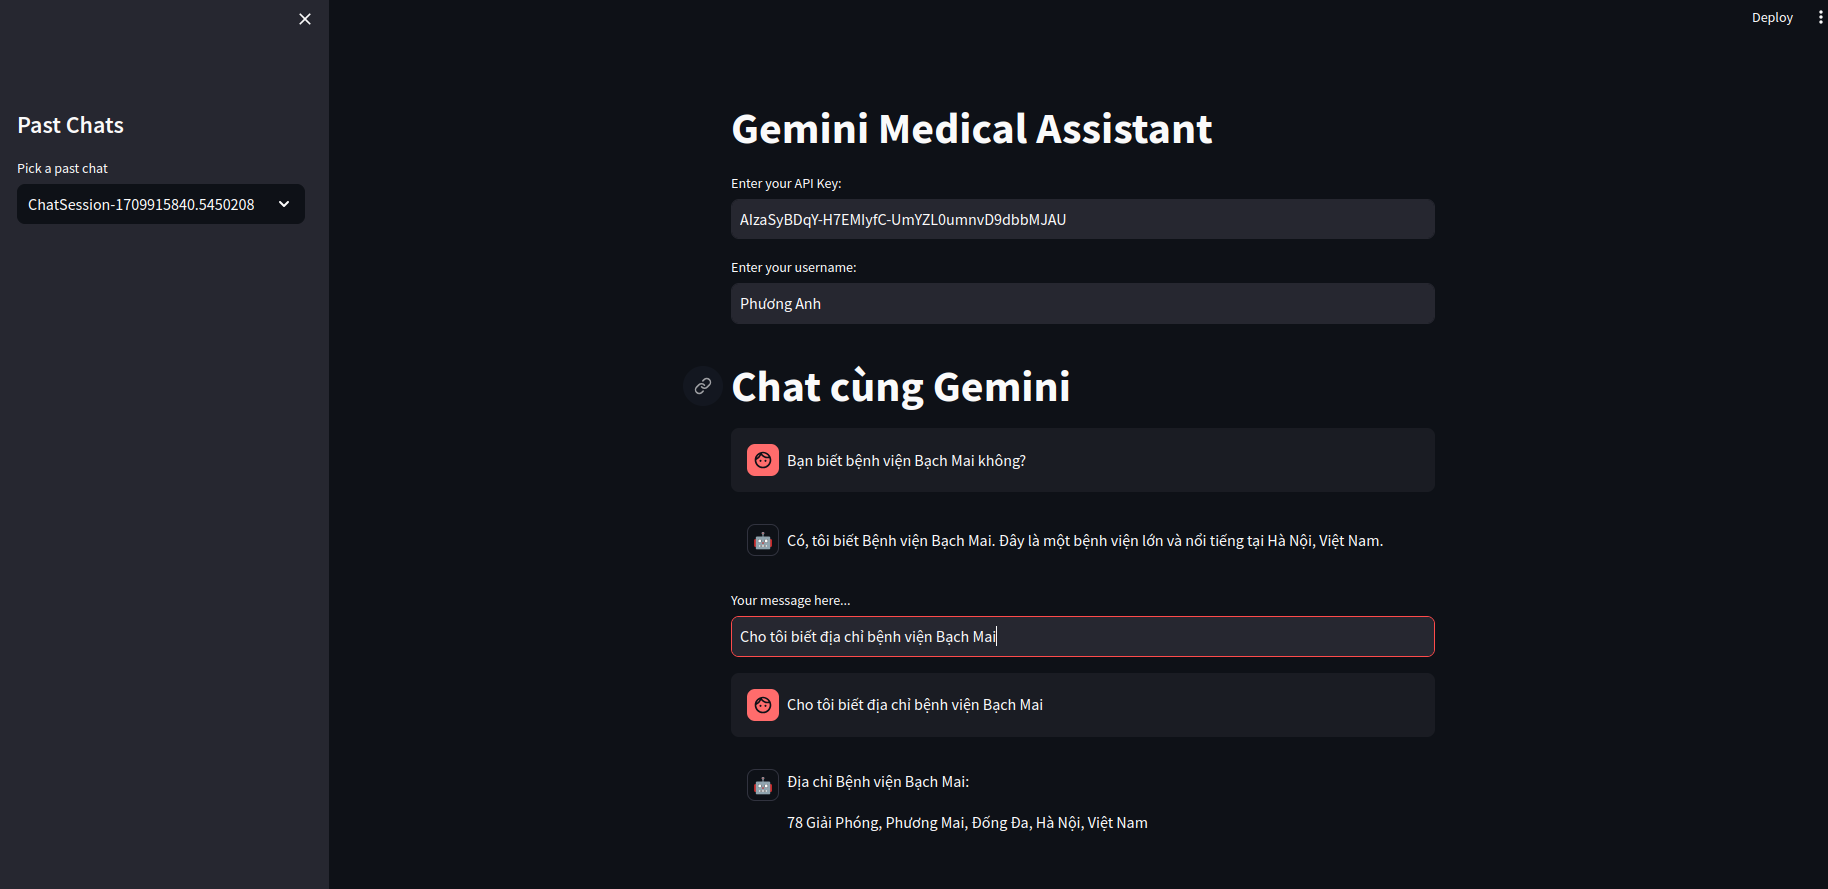 Deploy
Past Chats
Pick a past chat
ChatSession-1709915840.5450208
Gemini Medical Assistant
Enter your API Key:
AIzaSyBDqY-H7EMIyfC-UmYZL0umnvD9dbbMJAU
Enter your username:
Phương Anh
Chat cùng Gemini
Bạn biết bệnh viện Bạch Mai không?
Có, tôi biết Bệnh viện Bạch Mai. Đây là một bệnh viện lớn và nổi tiếng tại Hà Nội, Việt Nam.
Your message here...
Cho tôi biết địa chỉ bệnh viện Bạch Mai
Cho tôi biết địa chỉ bệnh viện Bạch Mai
Địa chỉ Bệnh viện Bạch Mai:
78 Giải Phóng, Phương Mai, Đống Đa, Hà Nội, Việt Nam